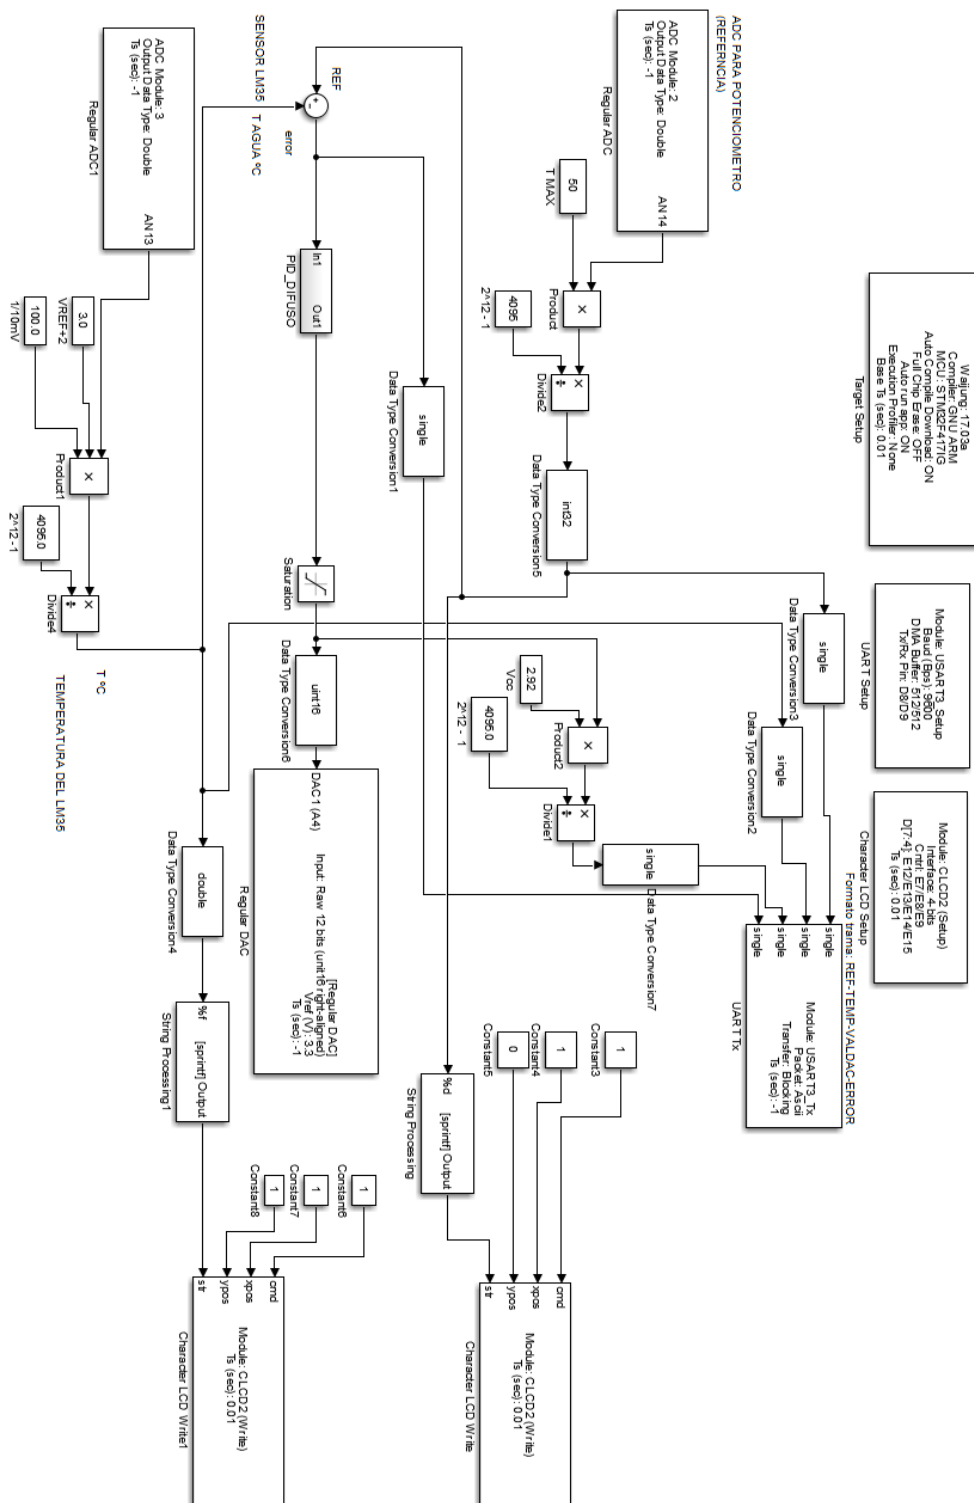 Waijung: 17.03a
Compiler: GNU ARM
MCU: STM32F417IG
Auto Compile Download: ON
Full Chip Erase: OFF
Auto run app: ON
Execution Profiler: None
Base Ts (sec): 0.01
Target Setup
Module: USART3_Setup
Baud (Bps): 9600
DMA Buffer: 512/512
Tx/Rx Pin: D8/D9
UART Setup
Module: CLCD2 (Setup)
Interface: 4-bits
Cntrl: E7/E8/E9
D[7:4]: E12/E13/E14/E15
Ts (sec): 0.01
Character LCD Setup
ADC PARA POTENCIOMETRO
(REFERNCIA)
ADC Module: 2
Output Data Type: Double
Ts (sec): -1
AN14
Regular ADC
50
T MAX
×
Product
4095
2^12 - 1
×
÷
Divide2
int32
Data Type Conversion5
single
Data Type Conversion3
single
Data Type Conversion2
Formato trama: REF-TEMP-VALDAC-ERROR
single
single
single
single
Module: USART3_Tx
Packet: Ascii
Transfer: Blocking
Ts (sec): -1
UART Tx
2.92
Vcc
×
Product2
4095.0
2^12 - 1
×
÷
Divide1
single
Data Type Conversion7
single
Data Type Conversion1
REF
+
-
error
In1
Out1
PID_DIFUSO
Saturation
uint16
Data Type Conversion6
DAC1 (A4)
Input: Raw 12 bits (unit16 right-aligned)
[Regular DAC]
Vref (V): 3.3
Ts (sec): -1
Regular DAC
1
Constant3
1
Constant4
0
Constant5
%d
[sprintf] Output
String Processing
cmd
xpos
ypos
str
Module: CLCD2 (Write)
Ts (sec): 0.01
Character LCD Write
SENSOR LM35 T AGUA ºC
ADC Module: 3
Output Data Type: Double
Ts (sec): -1
AN13
Regular ADC1
3.0
VREF+2
100.0
1/10mV
×
Product1
4095.0
2^12 - 1
×
÷
Divide4
T ºC
TEMPERATURA DEL LM35
double
Data Type Conversion4
%f
[sprintf] Output
String Processing1
1
Constant6
1
Constant7
1
Constant8
cmd
xpos
ypos
str
Module: CLCD2 (Write)
Ts (sec): 0.01
Character LCD Write1